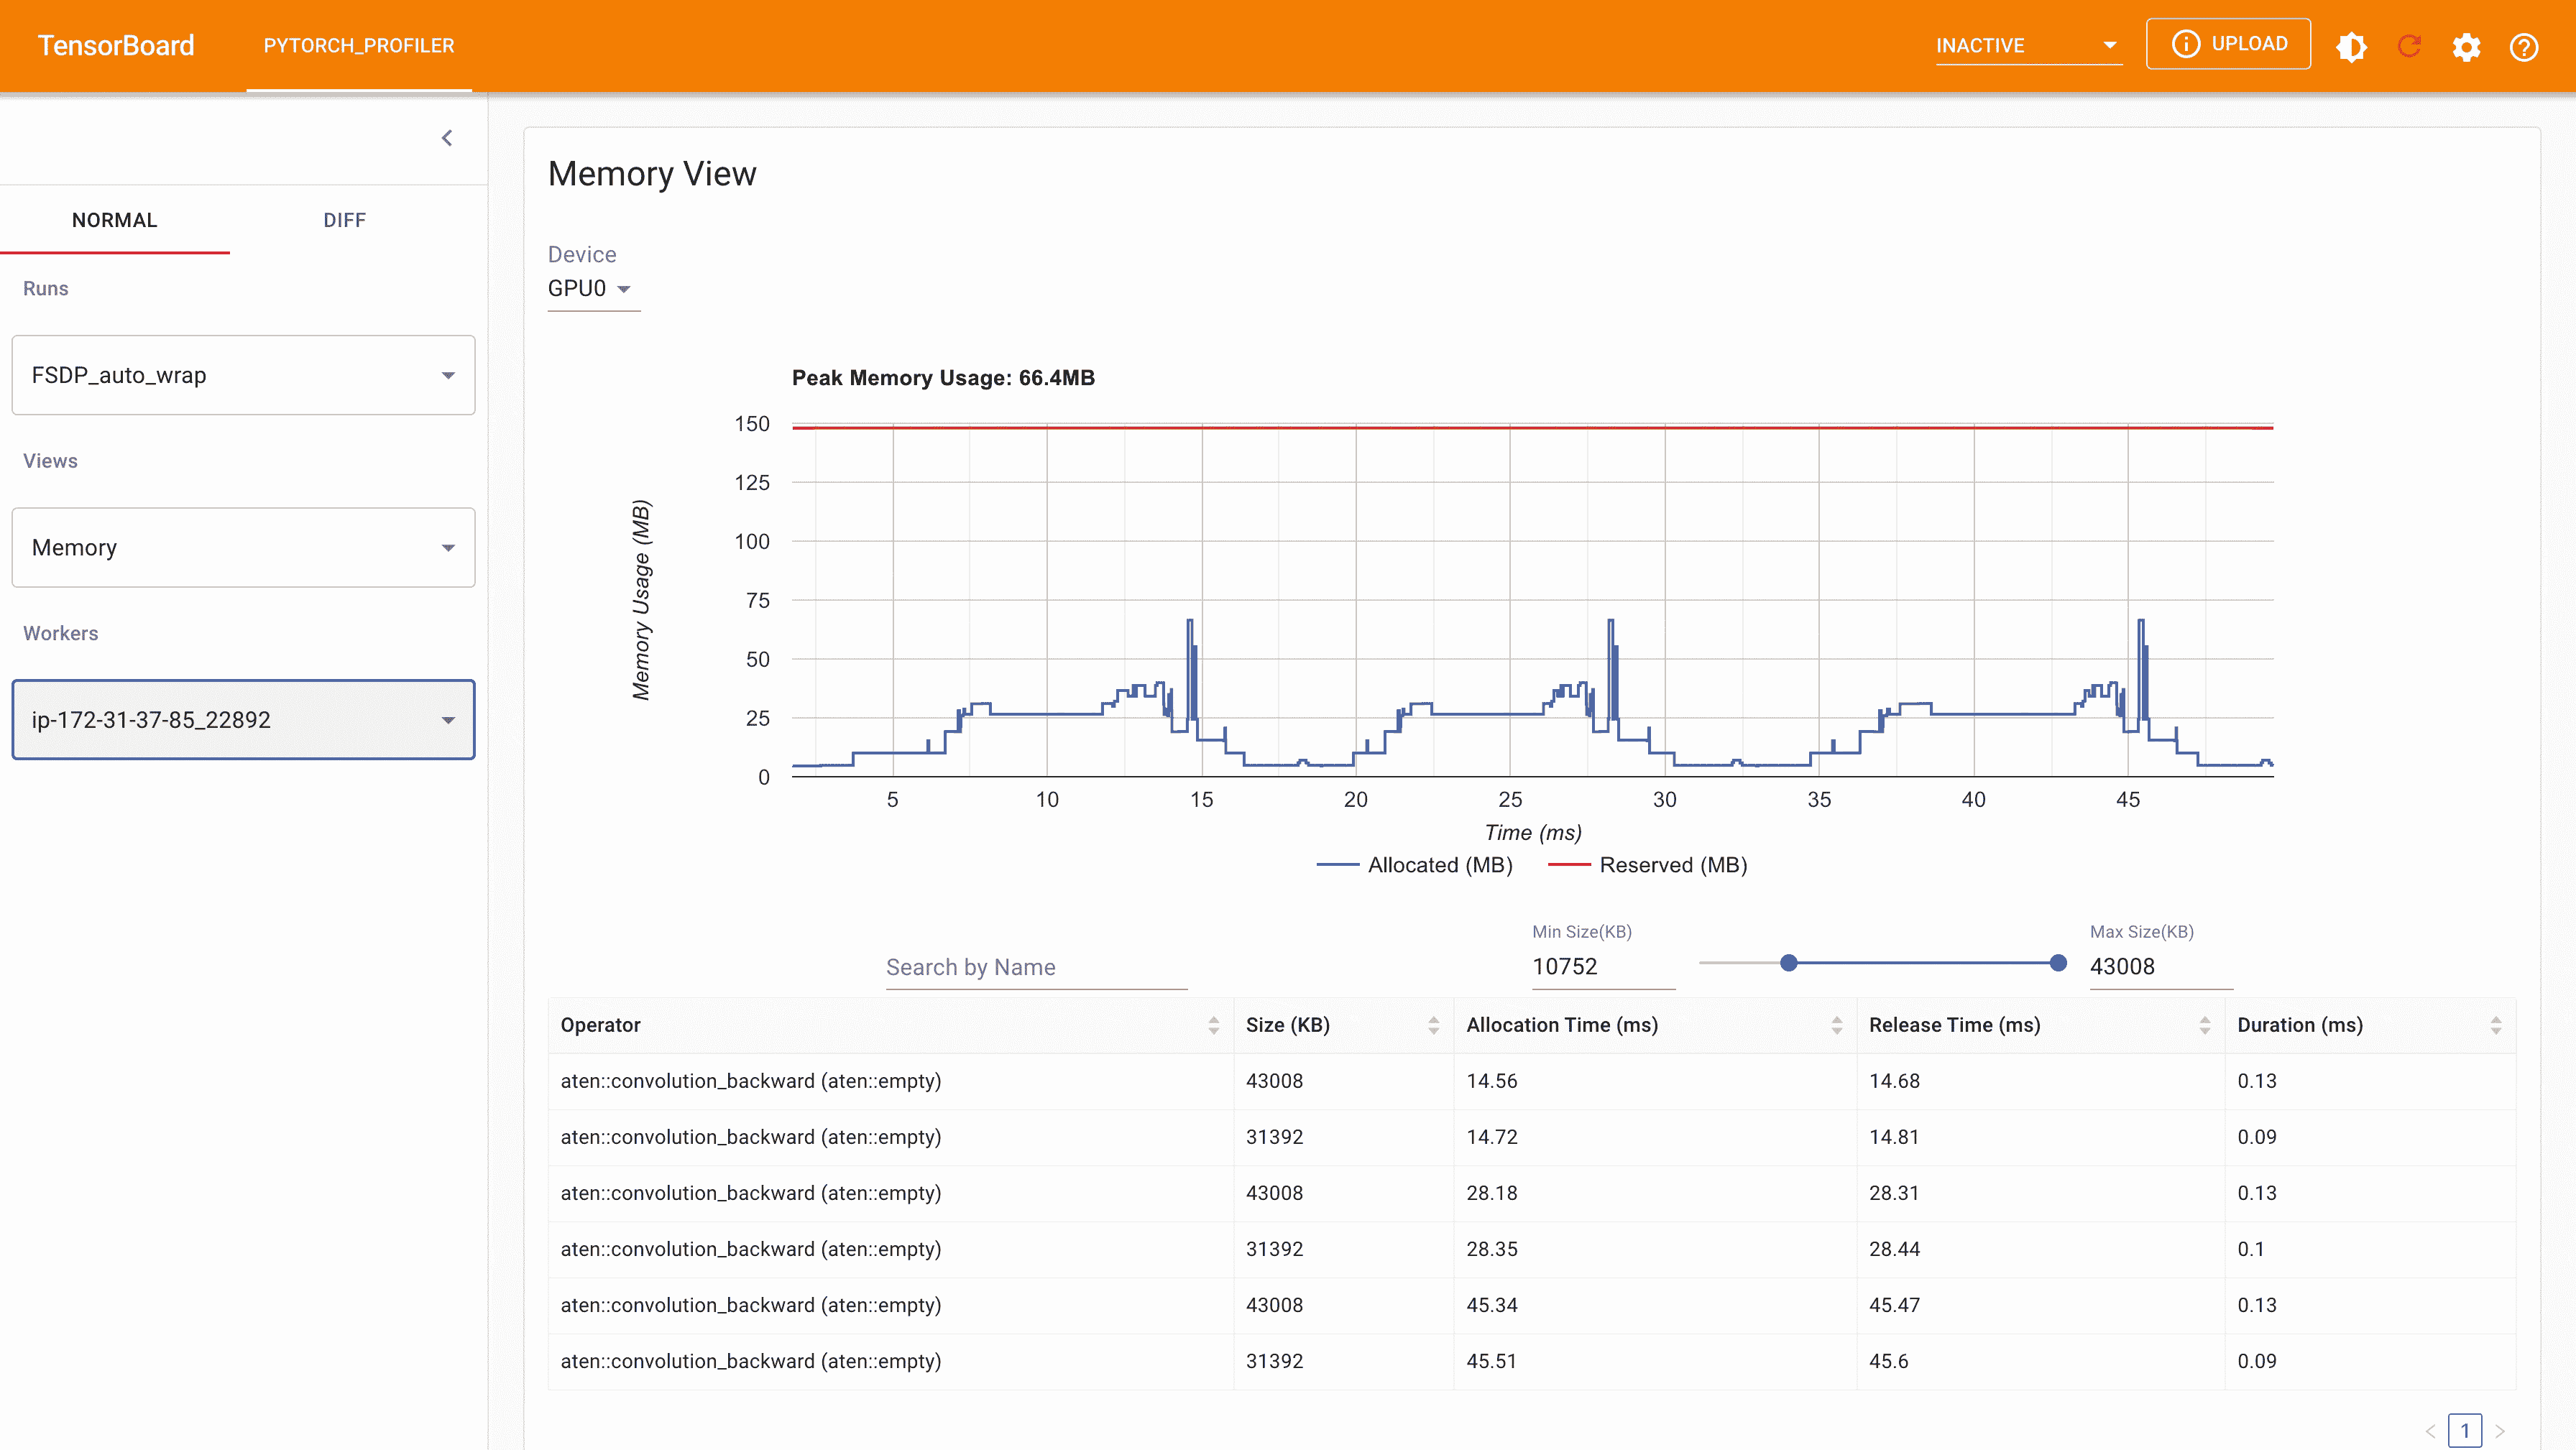 TensorBoard PYTORCH_PROFILER INACTIVE UPLOAD
NORMAL DIFF
Runs
FSDP_auto_wrap
Views
Memory
Workers
ip-172-31-37-85_22892
Memory View
Device
GPU0
Peak Memory Usage: 66.4MB
150
125
100
75
50
25
0
Memory Usage (MB)
5 10 15 20 25 30 35 40 45
Time (ms)
Allocated (MB) Reserved (MB)
Search by Name
Min Size(KB)
10752
Max Size(KB)
43008
Operator Size (KB) Allocation Time (ms) Release Time (ms) Duration (ms)
aten::convolution_backward (aten::empty) 43008 14.56 14.68 0.13
aten::convolution_backward (aten::empty) 31392 14.72 14.81 0.09
aten::convolution_backward (aten::empty) 43008 28.18 28.31 0.13
aten::convolution_backward (aten::empty) 31392 28.35 28.44 0.1
aten::convolution_backward (aten::empty) 43008 45.34 45.47 0.13
aten::convolution_backward (aten::empty) 31392 45.51 45.6 0.09
1